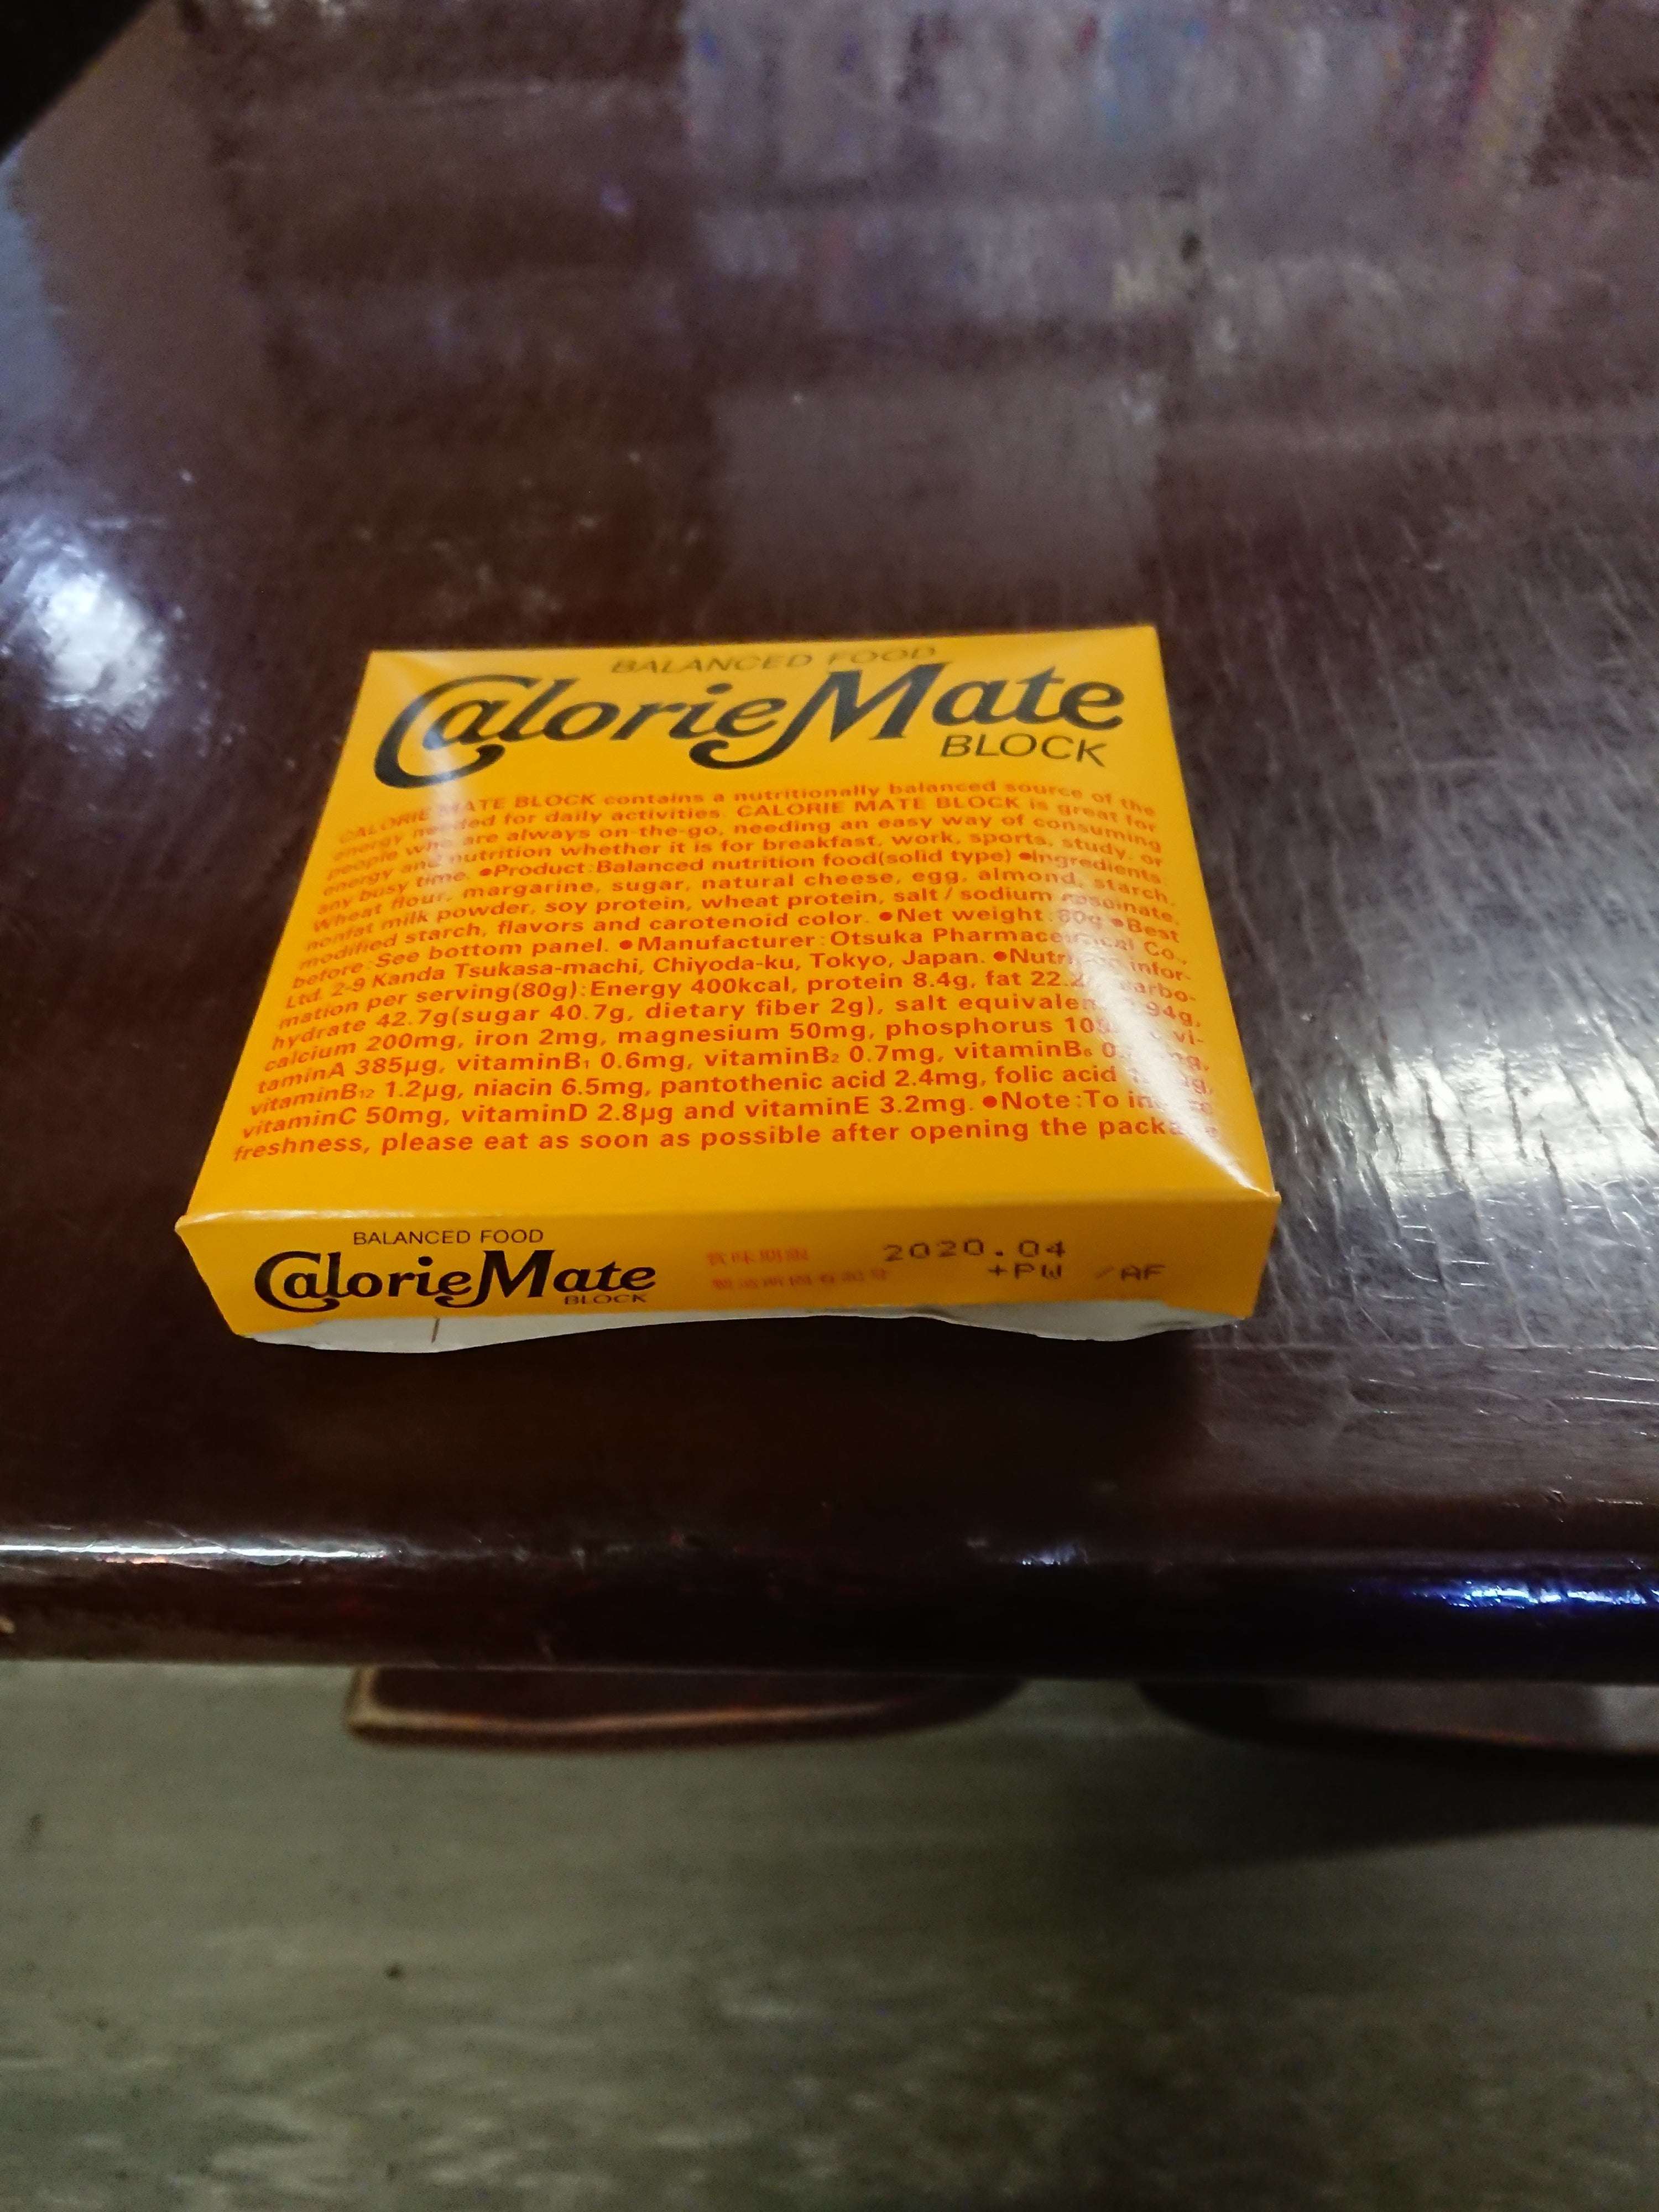 BALANCED FOOD
CalorieMate
BLOCK
CALORIE MATE BLOCK contains a nutritionally balanced source of the
energy needed for daily activities. CALORIE MATE BLOCK is great for
people who are always on-the-go, needing an easy way of consuming
energy and nutrition whether it is for breakfast, work, sports, study, or
any busy time. ●Product:Balanced nutrition food(solid type) ●Ingredients:
Wheat flour, margarine, sugar, natural cheese, egg, almond, starch,
nonfat milk powder, soy protein, wheat protein, salt/sodium caseinate,
modified starch, flavors and carotenoid color. ●Net weight:80g ●Best
before:See bottom panel. ●Manufacturer:Otsuka Pharmaceutical Co.,
Ltd. 2-9 Kanda Tsukasa-machi, Chiyoda-ku, Tokyo, Japan. ●Nutrition infor-
mation per serving(80g):Energy 400kcal, protein 8.4g, fat carbo-
hydrate 42.7g(sugar 40.7g, dietary fiber 2g), salt equivalent
calcium 200mg, iron 2mg, magnesium 50mg, phosphorus vi-
taminA 385μg, vitaminB₁ 0.6mg, vitaminB₂ 0.7mg, vitaminB₆
vitaminB₁₂ 1.2μg, niacin 6.5mg, pantothenic acid 2.4mg, folic acid
vitaminC 50mg, vitaminD 2.8μg and vitaminE 3.2mg. ●Note:To
freshness, please eat as soon as possible after opening the package
BALANCED FOOD
CalorieMate
BLOCK
賞味期限 2020.04
+PW /AF